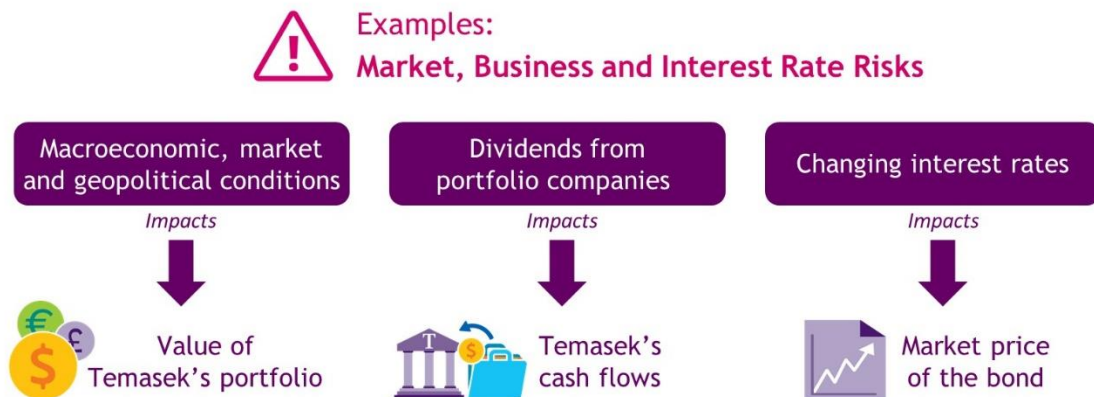 Examples:
Market, Business and Interest Rate Risks
Macroeconomic, market
and geopolitical conditions
Impacts
Value of
Temasek's portfolio
Dividends from
portfolio companies
Impacts
Temasek's
cash flows
Changing interest rates
Impacts
Market price
of the bond
€
£
$
T
$